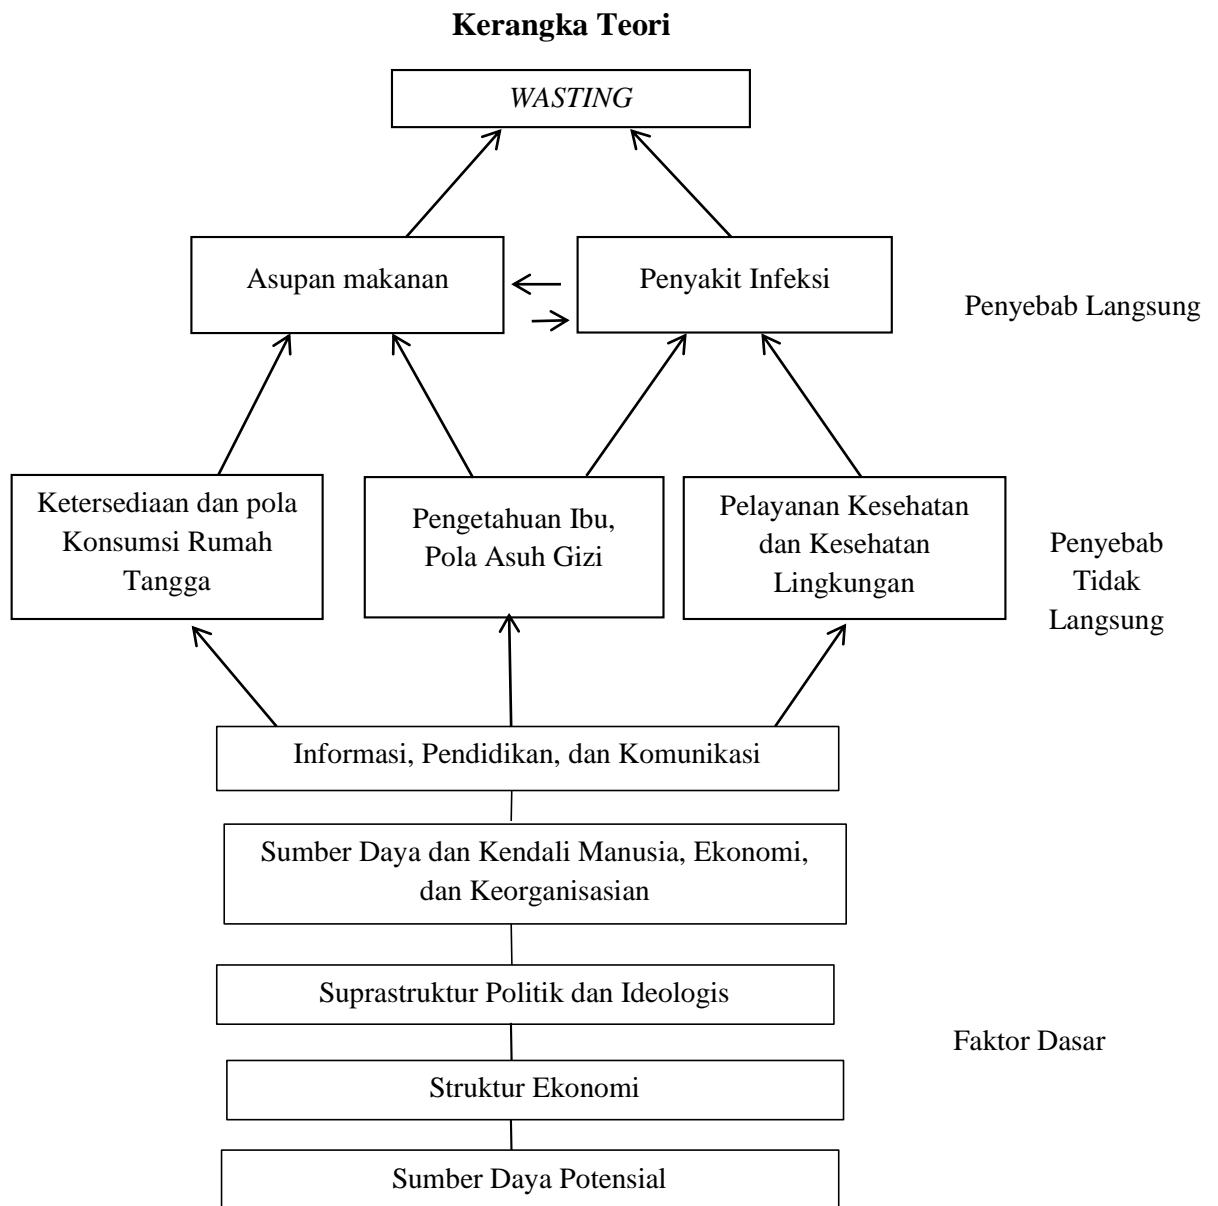 Kerangka Teori
WASTING
Asupan makanan
Penyakit Infeksi
Penyebab Langsung
Ketersediaan dan pola
Konsumsi Rumah
Tangga
Pengetahuan Ibu,
Pola Asuh Gizi
Pelayanan Kesehatan
dan Kesehatan
Lingkungan
Penyebab
Tidak
Langsung
Informasi, Pendidikan, dan Komunikasi
Sumber Daya dan Kendali Manusia, Ekonomi,
dan Keorganisasian
Suprastruktur Politik dan Ideologis
Faktor Dasar
Struktur Ekonomi
Sumber Daya Potensial